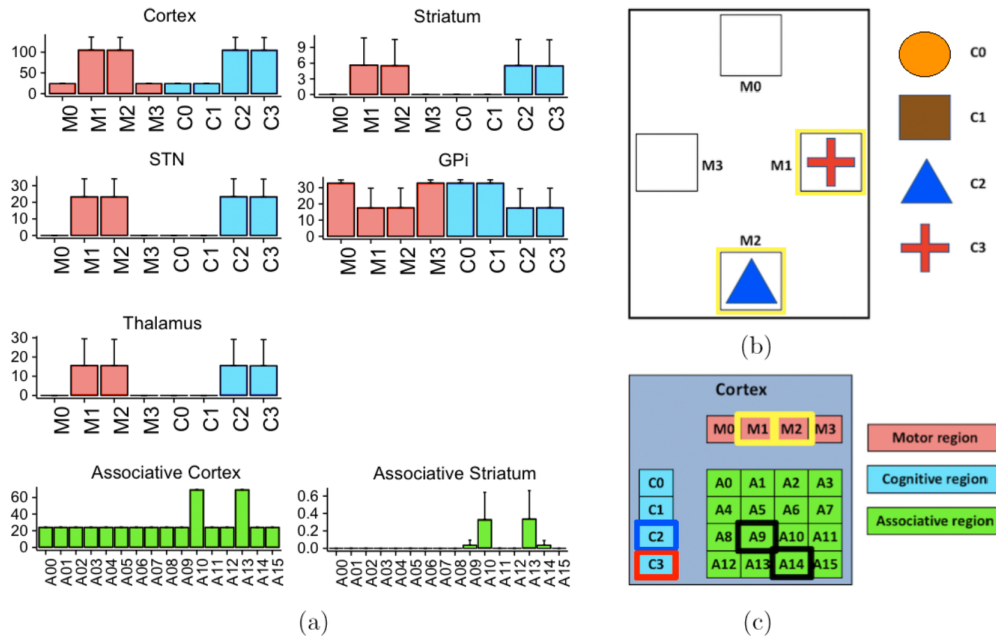 Cortex
100
50
0
M0 M1 M2 M3 C0 C1 C2 C3
Striatum
9
6
3
0
M0 M1 M2 M3 C0 C1 C2 C3
STN
30
20
10
0
M0 M1 M2 M3 C0 C1 C2 C3
GPi
30
20
10
0
M0 M1 M2 M3 C0 C1 C2 C3
Thalamus
30
20
10
0
M0 M1 M2 M3 C0 C1 C2 C3
Associative Cortex
60
40
20
0
A00 A01 A02 A03 A04 A05 A06 A07 A08 A09 A10 A11 A12 A13 A14 A15
Associative Striatum
0.6
0.4
0.2
0.0
A00 A01 A02 A03 A04 A05 A06 A07 A08 A09 A10 A11 A12 A13 A14 A15
(a)
M0
M3
M1
M2
C0
C1
C2
C3
(b)
Cortex
M0 M1 M2 M3
C0 A0 A1 A2 A3
C1 A4 A5 A6 A7
C2 A8 A9 A10 A11
C3 A12 A13 A14 A15
Motor region
Cognitive region
Associative region
(c)